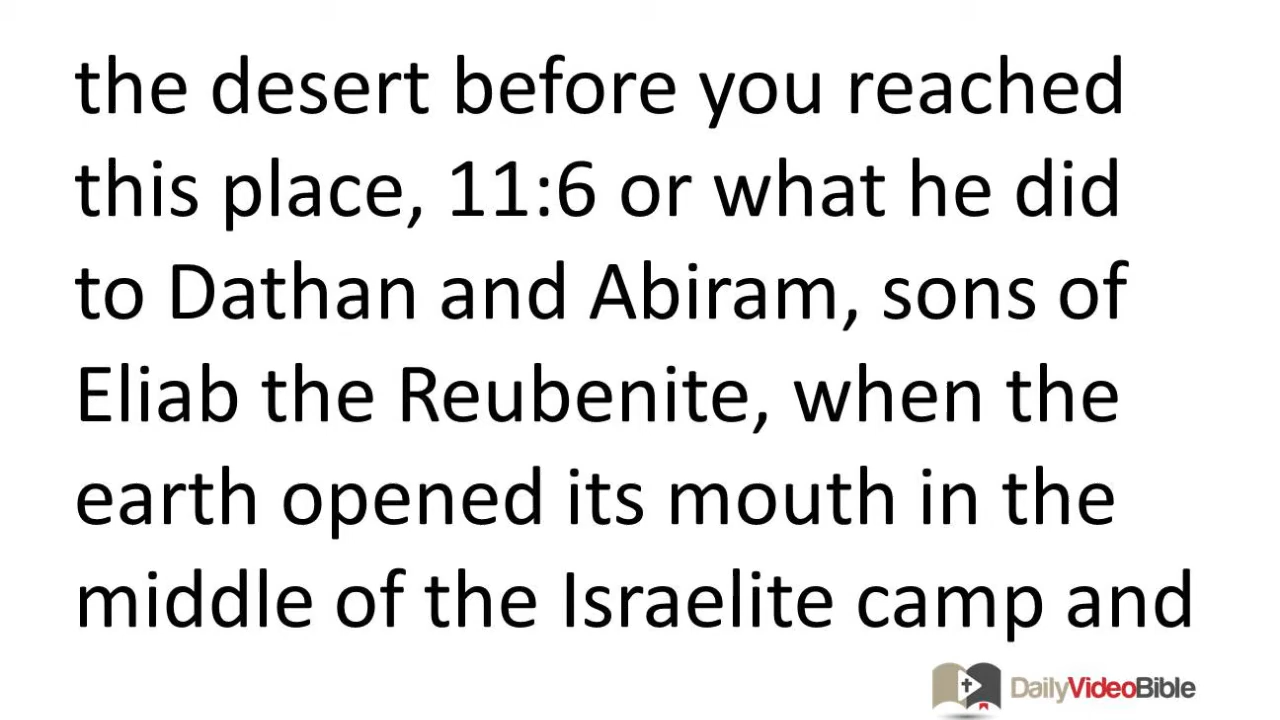 the desert before you reached
this place, 11:6 or what he did
to Dathan and Abiram, sons of
Eliab the Reubenite, when the
earth opened its mouth in the
middle of the Israelite camp and
DailyVideoBible